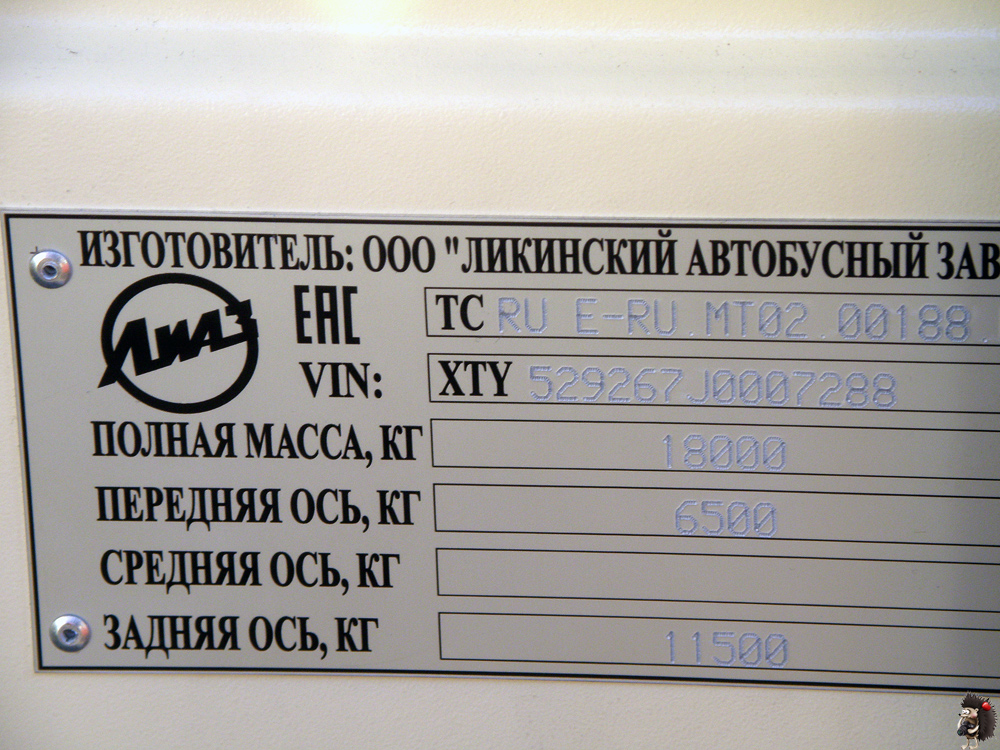 ИЗГОТОВИТЕЛЬ: ООО "ЛИКИНСКИЙ АВТОБУСНЫЙ ЗАВ
ЛиАЗ
ЕАС
ТС RU E-RU.MT02.00188.
VIN: XTY 529267J0007288
ПОЛНАЯ МАССА, КГ 18000
ПЕРЕДНЯЯ ОСЬ, КГ 6500
СРЕДНЯЯ ОСЬ, КГ
ЗАДНЯЯ ОСЬ, КГ 11500